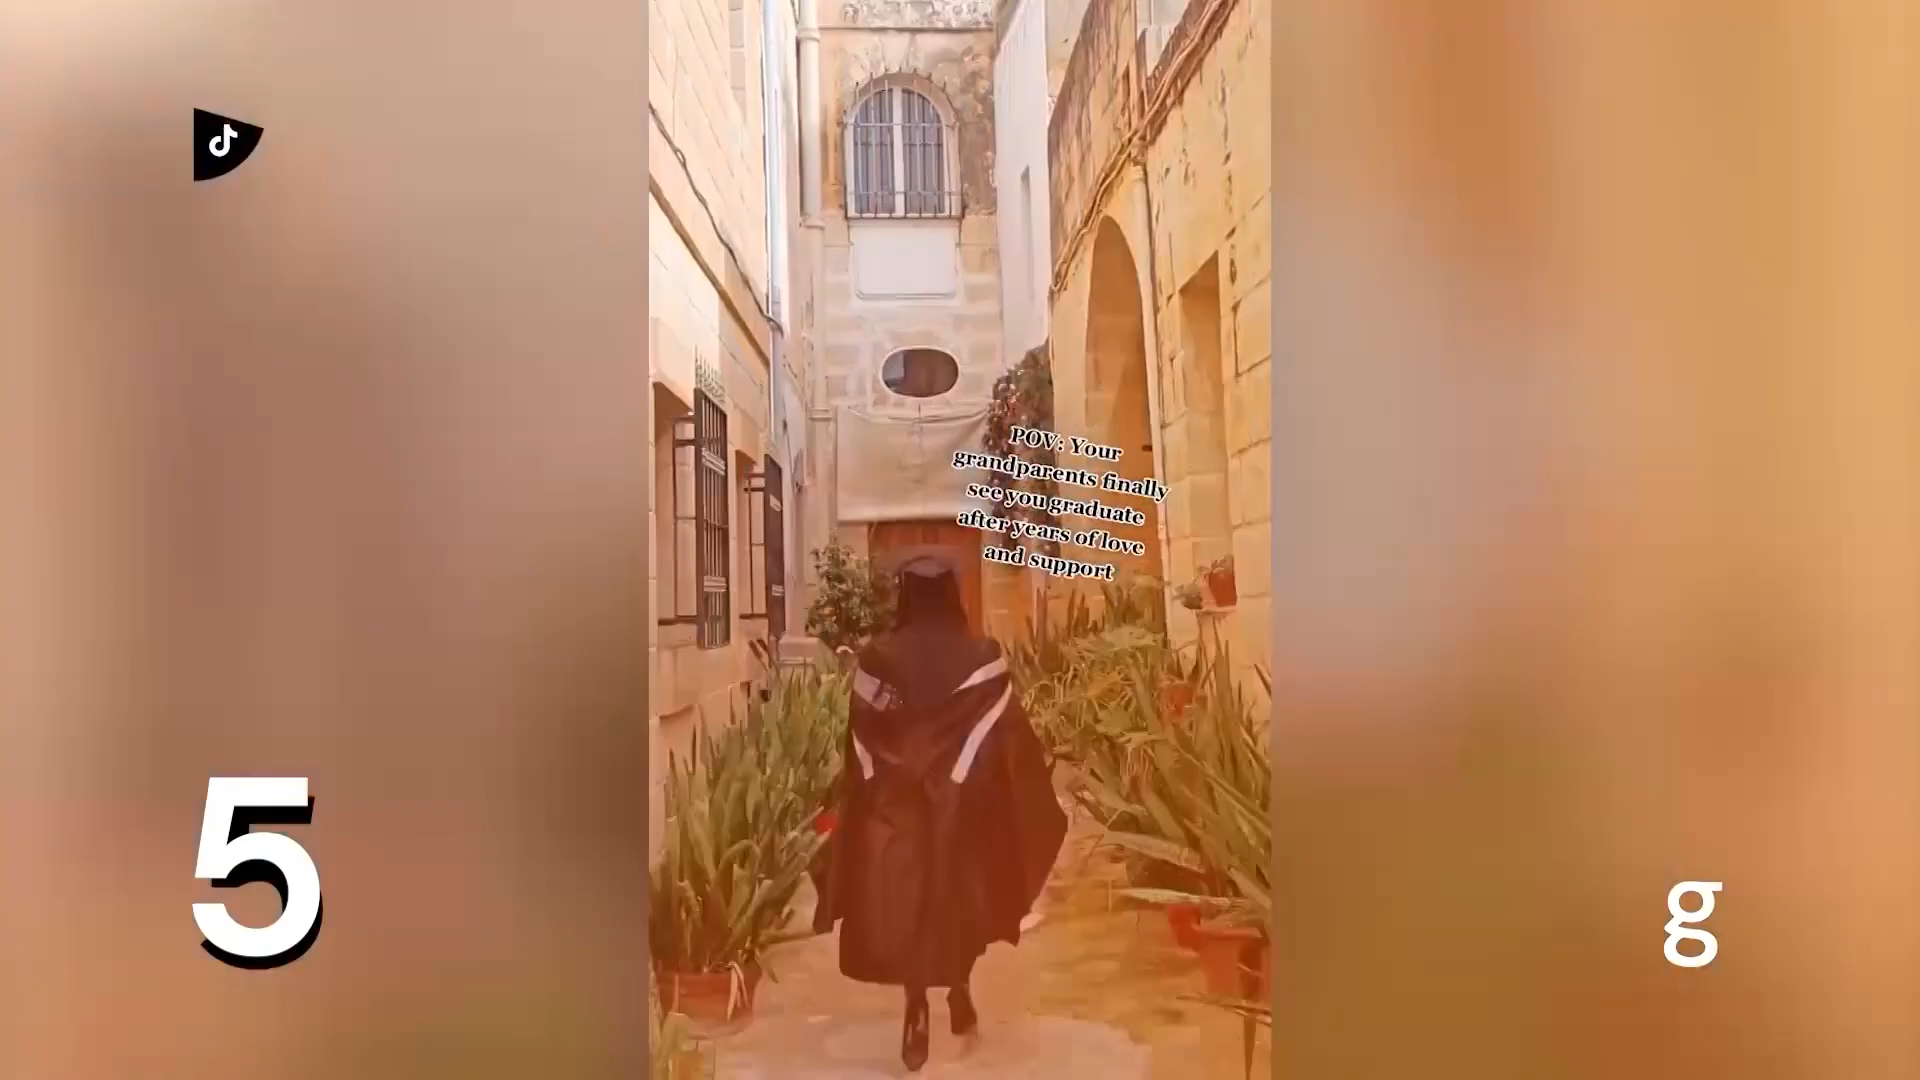 POV: Your
grandparents finally
see you graduate
after years of love
and support
5
g